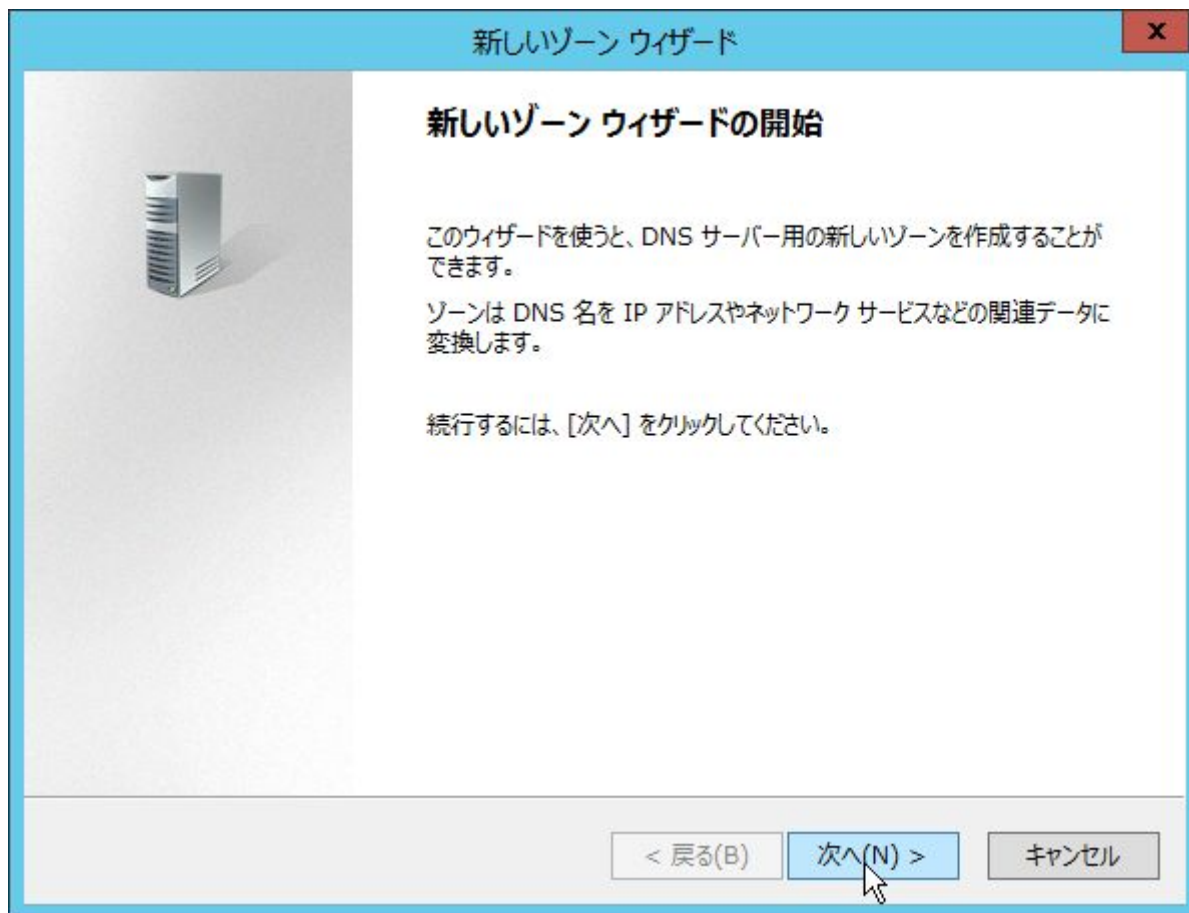 新しいゾーン ウィザード
x
新しいゾーン ウィザードの開始
このウィザードを使うと、DNS サーバー用の新しいゾーンを作成することが
できます。
ゾーンは DNS 名を IP アドレスやネットワーク サービスなどの関連データに
変換します。
続行するには、[次へ] をクリックしてください。
< 戻る(B)
次へ(N) >
キャンセル